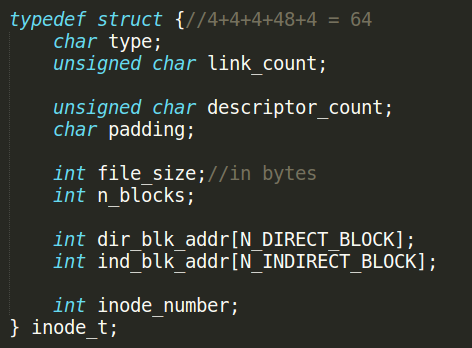 typedef struct {//4+4+4+48+4 = 64
char type;
unsigned char link_count;
unsigned char descriptor_count;
char padding;
int file_size;//in bytes
int n_blocks;
int dir_blk_addr[N_DIRECT_BLOCK];
int ind_blk_addr[N_INDIRECT_BLOCK];
int inode_number;
} inode_t;